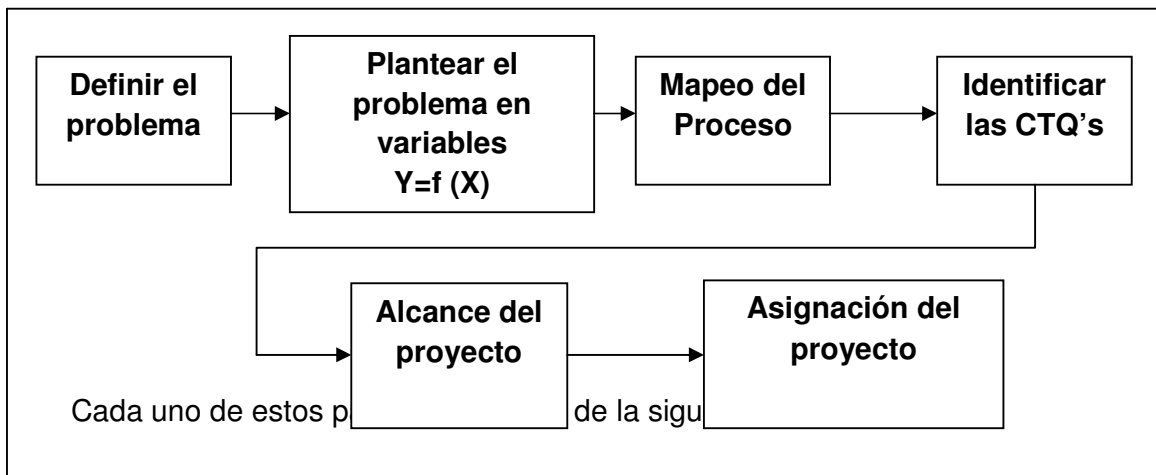 Definir el
problema
Plantear el
problema en
variables
Y=f (X)
Mapeo del
Proceso
Identificar
las CTQ’s
Alcance del
proyecto
Asignación del
proyecto
Cada uno de estos de la